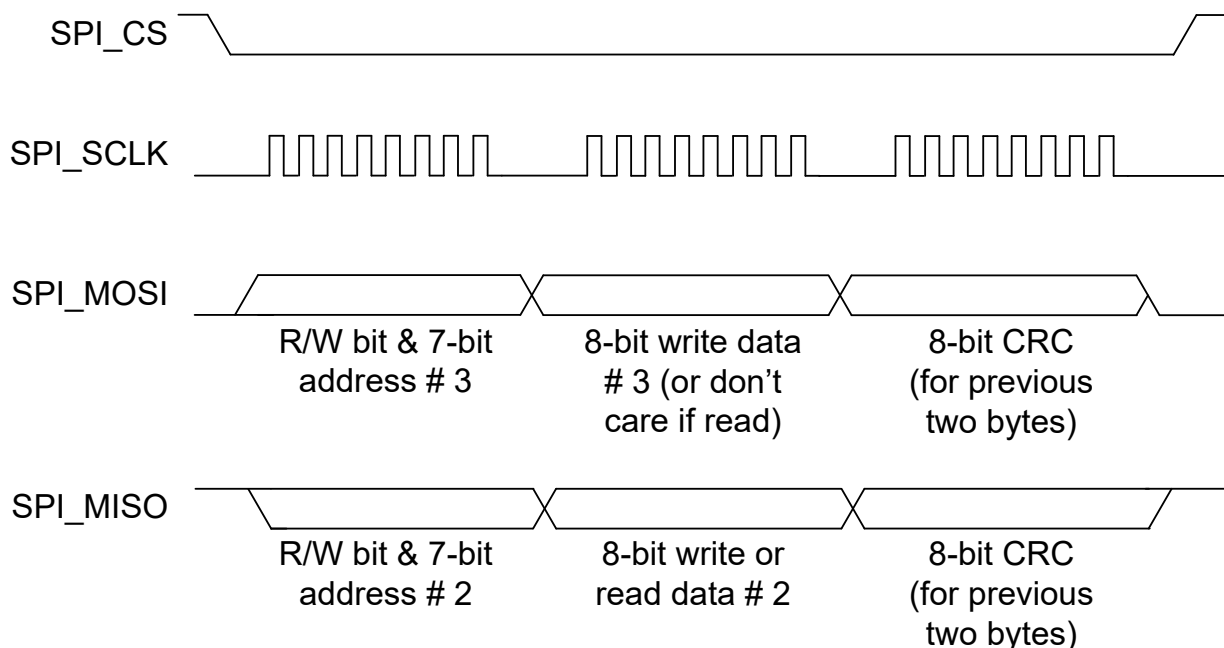 SPI_CS
SPI_SCLK
SPI_MOSI
R/W bit & 7-bit
address # 3
8-bit write data
# 3 (or don’t
care if read)
8-bit CRC
(for previous
two bytes)
SPI_MISO
R/W bit & 7-bit
address # 2
8-bit write or
read data # 2
8-bit CRC
(for previous
two bytes)